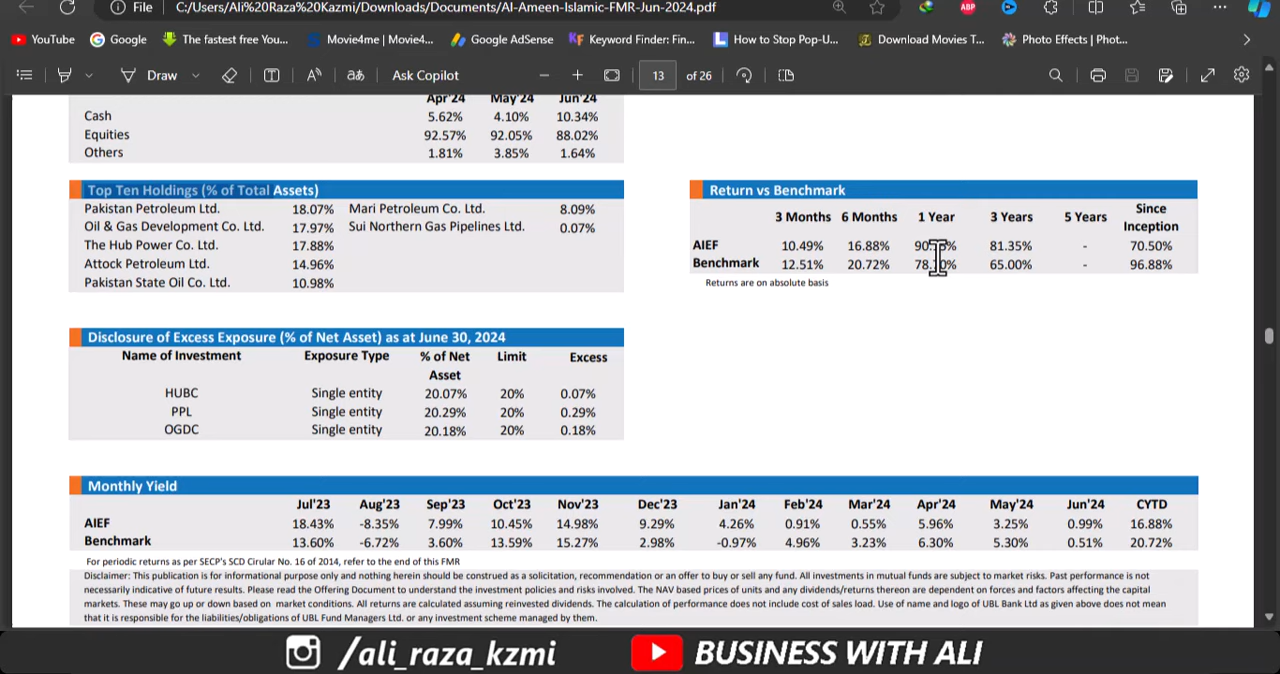 File C:/Users/Ali%20Raza%20Kazmi/Downloads/Documents/Al-Ameen-Islamic-FMR-Jun-2024.pdf
YouTube Google The fastest free You... Movie4me | Movie4... Google AdSense Keyword Finder: Fin... How to Stop Pop-U... Download Movies T... Photo Effects | Phot...
Draw aあ Ask Copilot 13 of 26
Apr'24 May'24 Jun'24
Cash 5.62% 4.10% 10.34%
Equities 92.57% 92.05% 88.02%
Others 1.81% 3.85% 1.64%
Top Ten Holdings (% of Total Assets)
Pakistan Petroleum Ltd. 18.07% Mari Petroleum Co. Ltd. 8.09%
Oil & Gas Development Co. Ltd. 17.97% Sui Northern Gas Pipelines Ltd. 0.07%
The Hub Power Co. Ltd. 17.88%
Attock Petroleum Ltd. 14.96%
Pakistan State Oil Co. Ltd. 10.98%
Return vs Benchmark
3 Months 6 Months 1 Year 3 Years 5 Years Since Inception
AIEF 10.49% 16.88% 81.35% - 70.50%
Benchmark 12.51% 20.72% 65.00% - 96.88%
Returns are on absolute basis
Disclosure of Excess Exposure (% of Net Asset) as at June 30, 2024
Name of Investment Exposure Type % of Net Asset Limit Excess
HUBC Single entity 20.07% 20% 0.07%
PPL Single entity 20.29% 20% 0.29%
OGDC Single entity 20.18% 20% 0.18%
Monthly Yield
Jul'23 Aug'23 Sep'23 Oct'23 Nov'23 Dec'23 Jan'24 Feb'24 Mar'24 Apr'24 May'24 Jun'24 CYTD
AIEF 18.43% -8.35% 7.99% 10.45% 14.98% 9.29% 4.26% 0.91% 0.55% 5.96% 3.25% 0.99% 16.88%
Benchmark 13.60% -6.72% 3.60% 13.59% 15.27% 2.98% -0.97% 4.96% 3.23% 6.30% 5.30% 0.51% 20.72%
For periodic returns as per SECP's SCD Circular No. 16 of 2014, refer to the end of this FMR
Disclaimer: This publication is for informational purpose only and nothing herein should be construed as a solicitation, recommendation or an offer to buy or sell any fund. All investments in mutual funds are subject to market risks. Past performance is not
necessarily indicative of future results. Please read the Offering Document to understand the investment policies and risks involved. The NAV based prices of units and any dividends/returns thereon are dependent on forces and factors affecting the capital
markets. These may go up or down based on market conditions. All returns are calculated assuming reinvested dividends. The calculation of performance does not include cost of sales load. Use of name and logo of UBL Bank Ltd as given above does not mean
that it is responsible for the liabilities/obligations of UBL Fund Managers Ltd. or any investment scheme managed by them.
/ali_raza_kzmi BUSINESS WITH ALI